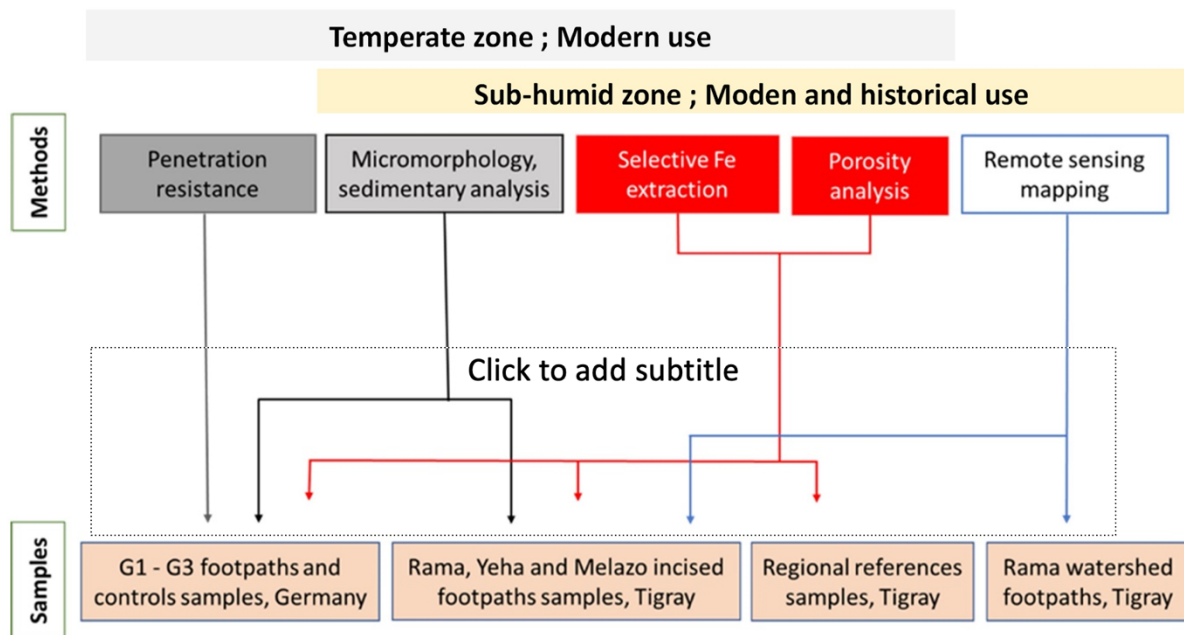 Temperate zone ; Modern use
Sub-humid zone ; Moden and historical use
Methods
Penetration
resistance
Micromorphology,
sedimentary analysis
Selective Fe
extraction
Porosity
analysis
Remote sensing
mapping
Click to add subtitle
Samples
G1 - G3 footpaths and
controls samples, Germany
Rama, Yeha and Melazo incised
footpaths samples, Tigray
Regional references
samples, Tigray
Rama watershed
footpaths, Tigray